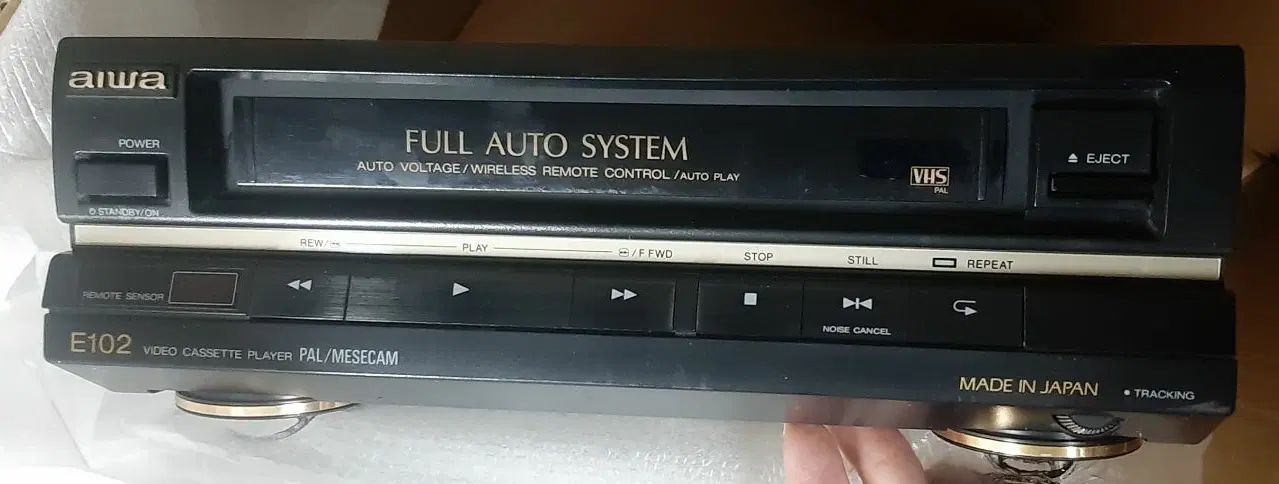 aiwa
POWER
STANDBY/ON
FULL AUTO SYSTEM
AUTO VOLTAGE/WIRELESS REMOTE CONTROL/AUTO PLAY
VHS
PAL
EJECT
REW/
PLAY
/F FWD
STOP
STILL
REPEAT
REMOTE SENSOR
NOISE CANCEL
E102 VIDEO CASSETTE PLAYER PAL/MESECAM
MADE IN JAPAN
TRACKING